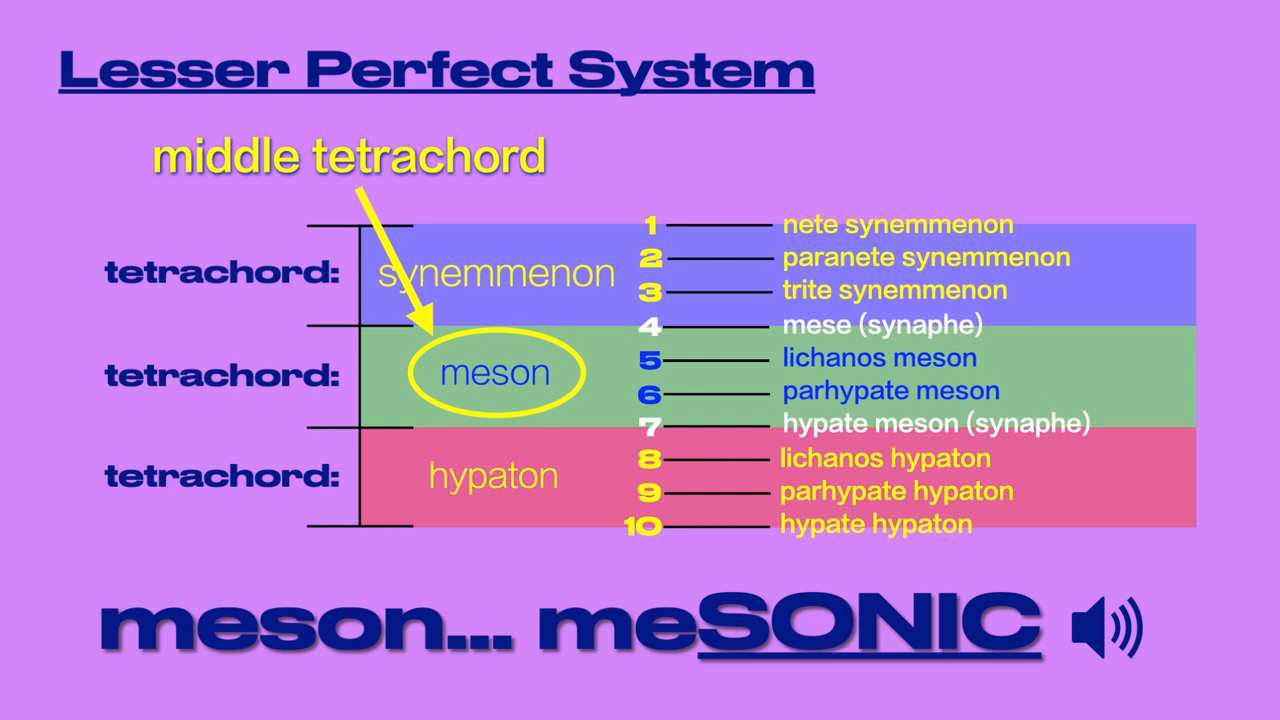 Lesser Perfect System
middle tetrachord
tetrachord: synemmenon
1 nete synemmenon
2 paranete synemmenon
3 trite synemmenon
4 mese (synaphe)
tetrachord: meson
5 lichanos meson
6 parhypate meson
7 hypate meson (synaphe)
tetrachord: hypaton
8 lichanos hypaton
9 parhypate hypaton
10 hypate hypaton
meson... meSONIC